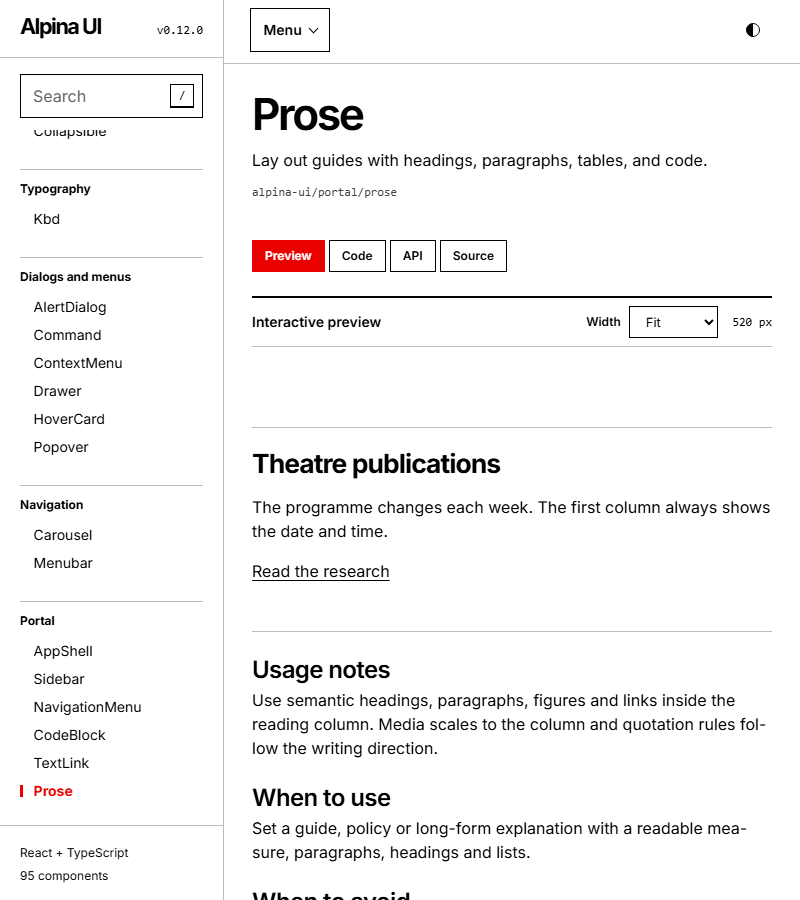 Alpina UI
v0.12.0
Search
/
Collapsible
Typography
Kbd
Dialogs and menus
AlertDialog
Command
ContextMenu
Drawer
HoverCard
Popover
Navigation
Carousel
Menubar
Portal
AppShell
Sidebar
NavigationMenu
CodeBlock
TextLink
Prose
React + TypeScript
95 components
Menu
Prose
Lay out guides with headings, paragraphs, tables, and code.
alpina-ui/portal/prose
Preview
Code
API
Source
Interactive preview
Width
Fit
520 px
Theatre publications
The programme changes each week. The first column always shows
the date and time.
Read the research
Usage notes
Use semantic headings, paragraphs, figures and links inside the
reading column. Media scales to the column and quotation rules fol-
low the writing direction.
When to use
Set a guide, policy or long-form explanation with a readable mea-
sure, paragraphs, headings and lists.
When to avoid